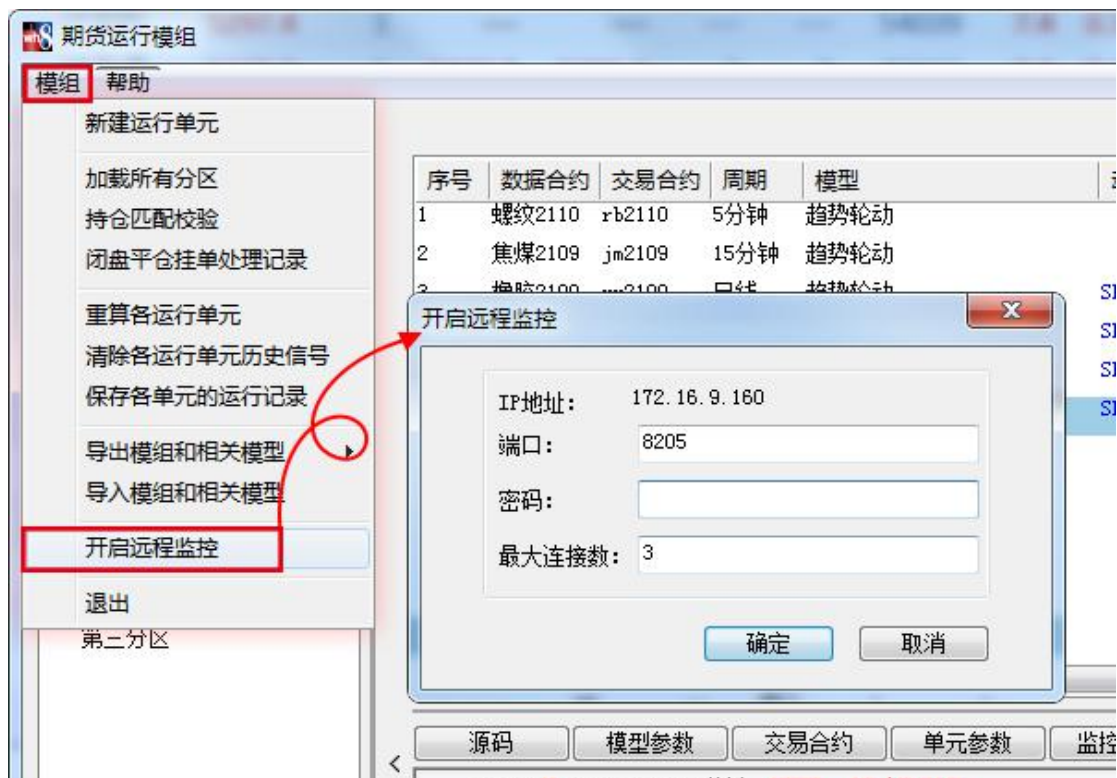 wh8 期货运行模组
模组 帮助
新建运行单元
加载所有分区
持仓匹配校验
闭盘平仓挂单处理记录
重算各运行单元
清除各运行单元历史信号
保存各单元的运行记录
导出模组和相关模型
导入模组和相关模型
开启远程监控
退出
第三分区
序号 数据合约 交易合约 周期 模型
1 螺纹2110 rb2110 5分钟 趋势轮动
2 焦煤2109 jm2109 15分钟 趋势轮动
开启远程监控
IP地址: 172.16.9.160
端口: 8205
密码:
最大连接数: 3
确定 取消
源码 模型参数 交易合约 单元参数 监控